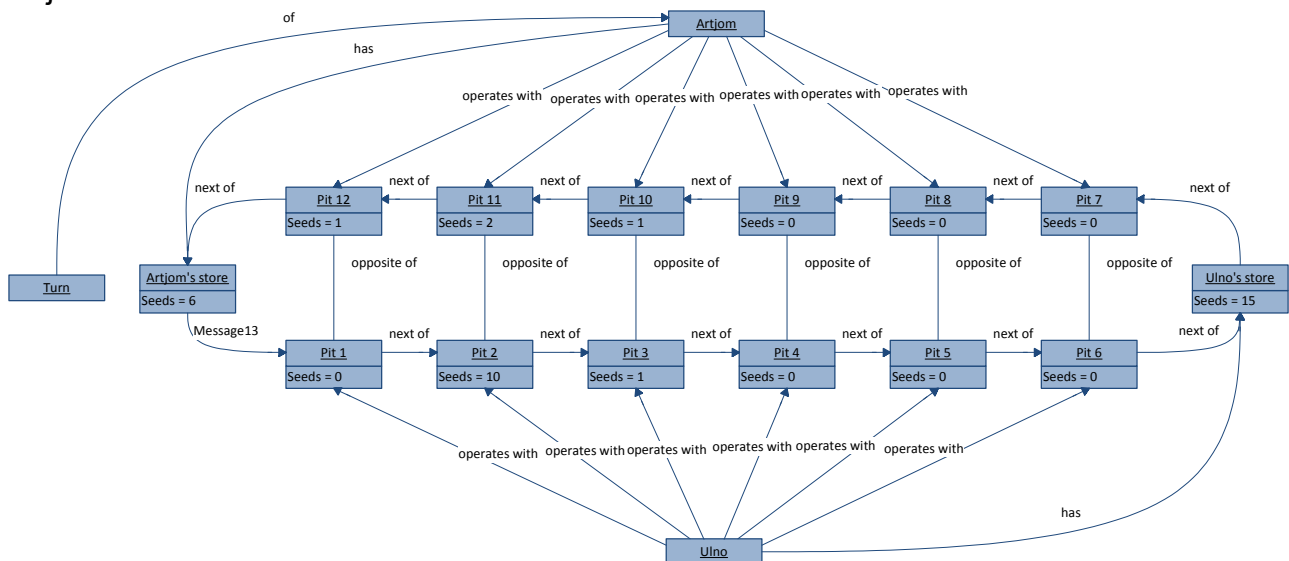 of
Artjom
has
operates with operates with operates with operates with operates with operates with
next of next of next of next of next of next of next of
Pit 12 Pit 11 Pit 10 Pit 9 Pit 8 Pit 7
Seeds = 1 Seeds = 2 Seeds = 1 Seeds = 0 Seeds = 0 Seeds = 0
opposite of opposite of opposite of opposite of opposite of opposite of
Turn Artjom's store Ulno's store
Seeds = 6 Seeds = 15
Message13 next of next of next of next of next of next of
Pit 1 Pit 2 Pit 3 Pit 4 Pit 5 Pit 6
Seeds = 0 Seeds = 10 Seeds = 1 Seeds = 0 Seeds = 0 Seeds = 0
operates with operates with operates with operates with operates with operates with
has
Ulno